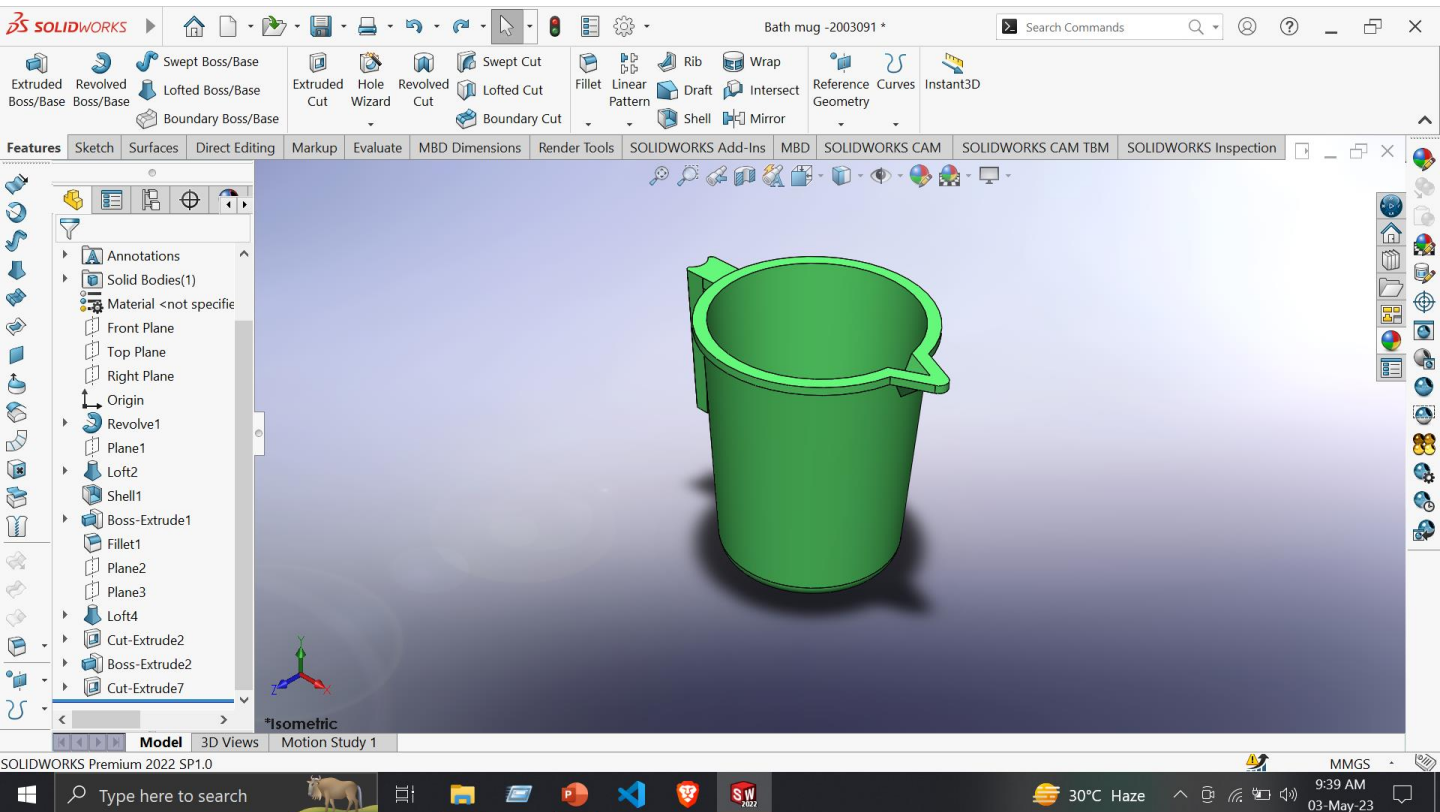 SOLIDWORKS
Bath mug -2003091 *
Search Commands
Extruded Boss/Base
Revolved Boss/Base
Swept Boss/Base
Lofted Boss/Base
Boundary Boss/Base
Extruded Cut
Hole Wizard
Revolved Cut
Swept Cut
Lofted Cut
Boundary Cut
Fillet
Linear Pattern
Rib
Draft
Shell
Wrap
Intersect
Mirror
Reference Geometry
Curves
Instant3D
Features Sketch Surfaces Direct Editing Markup Evaluate MBD Dimensions Render Tools SOLIDWORKS Add-Ins MBD SOLIDWORKS CAM SOLIDWORKS CAM TBM SOLIDWORKS Inspection
Annotations
Solid Bodies(1)
Material <not specifie
Front Plane
Top Plane
Right Plane
Origin
Revolve1
Plane1
Loft2
Shell1
Boss-Extrude1
Fillet1
Plane2
Plane3
Loft4
Cut-Extrude2
Boss-Extrude2
Cut-Extrude7
Y
Z
X
*Isometric
Model 3D Views Motion Study 1
SOLIDWORKS Premium 2022 SP1.0
MMGS
Type here to search
SW
2022
30°C Haze
9:39 AM
03-May-23